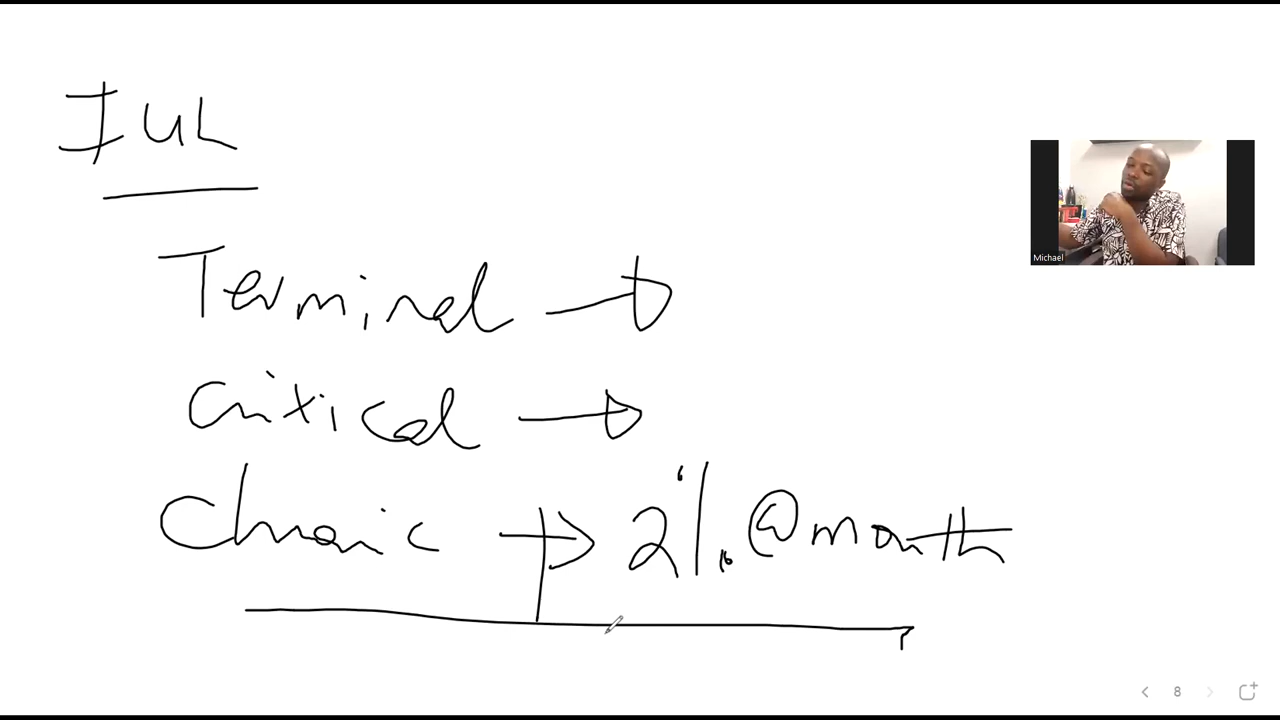 IUL
Terminal →
Critical →
Chronic → 2% @ month
Michael
8